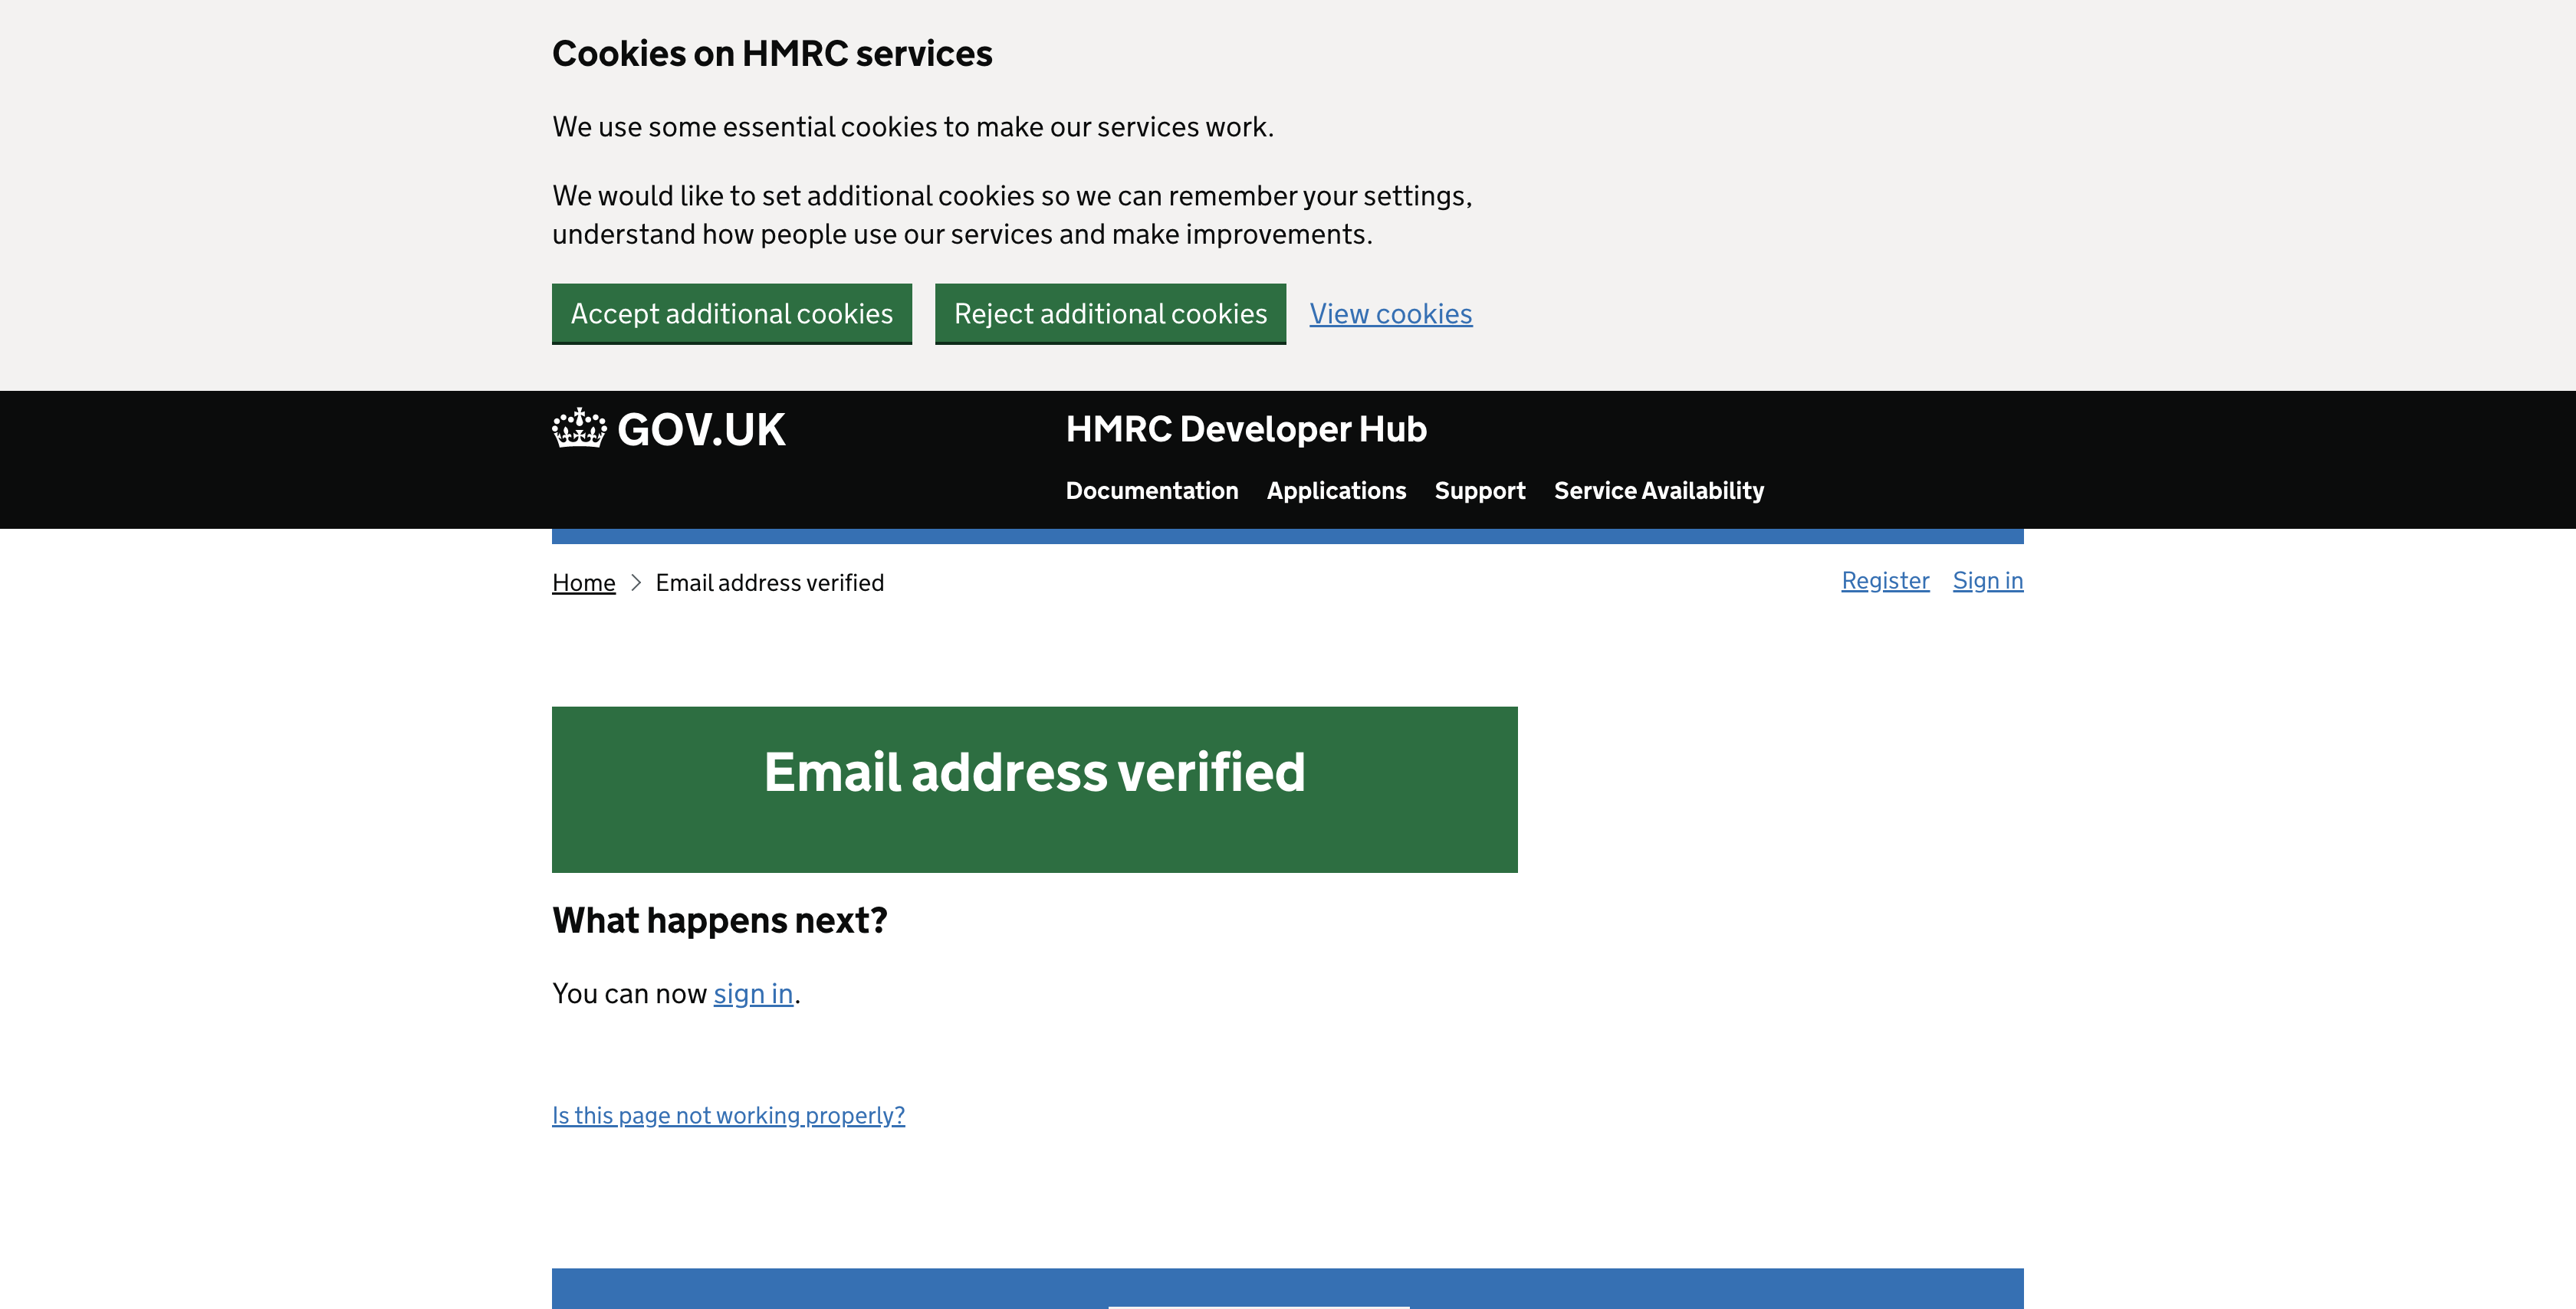 Cookies on HMRC services
We use some essential cookies to make our services work.
We would like to set additional cookies so we can remember your settings,
understand how people use our services and make improvements.
Accept additional cookies Reject additional cookies View cookies
GOV.UK HMRC Developer Hub
Documentation Applications Support Service Availability
Home Email address verified Register Sign in
Email address verified
What happens next?
You can now sign in.
Is this page not working properly?